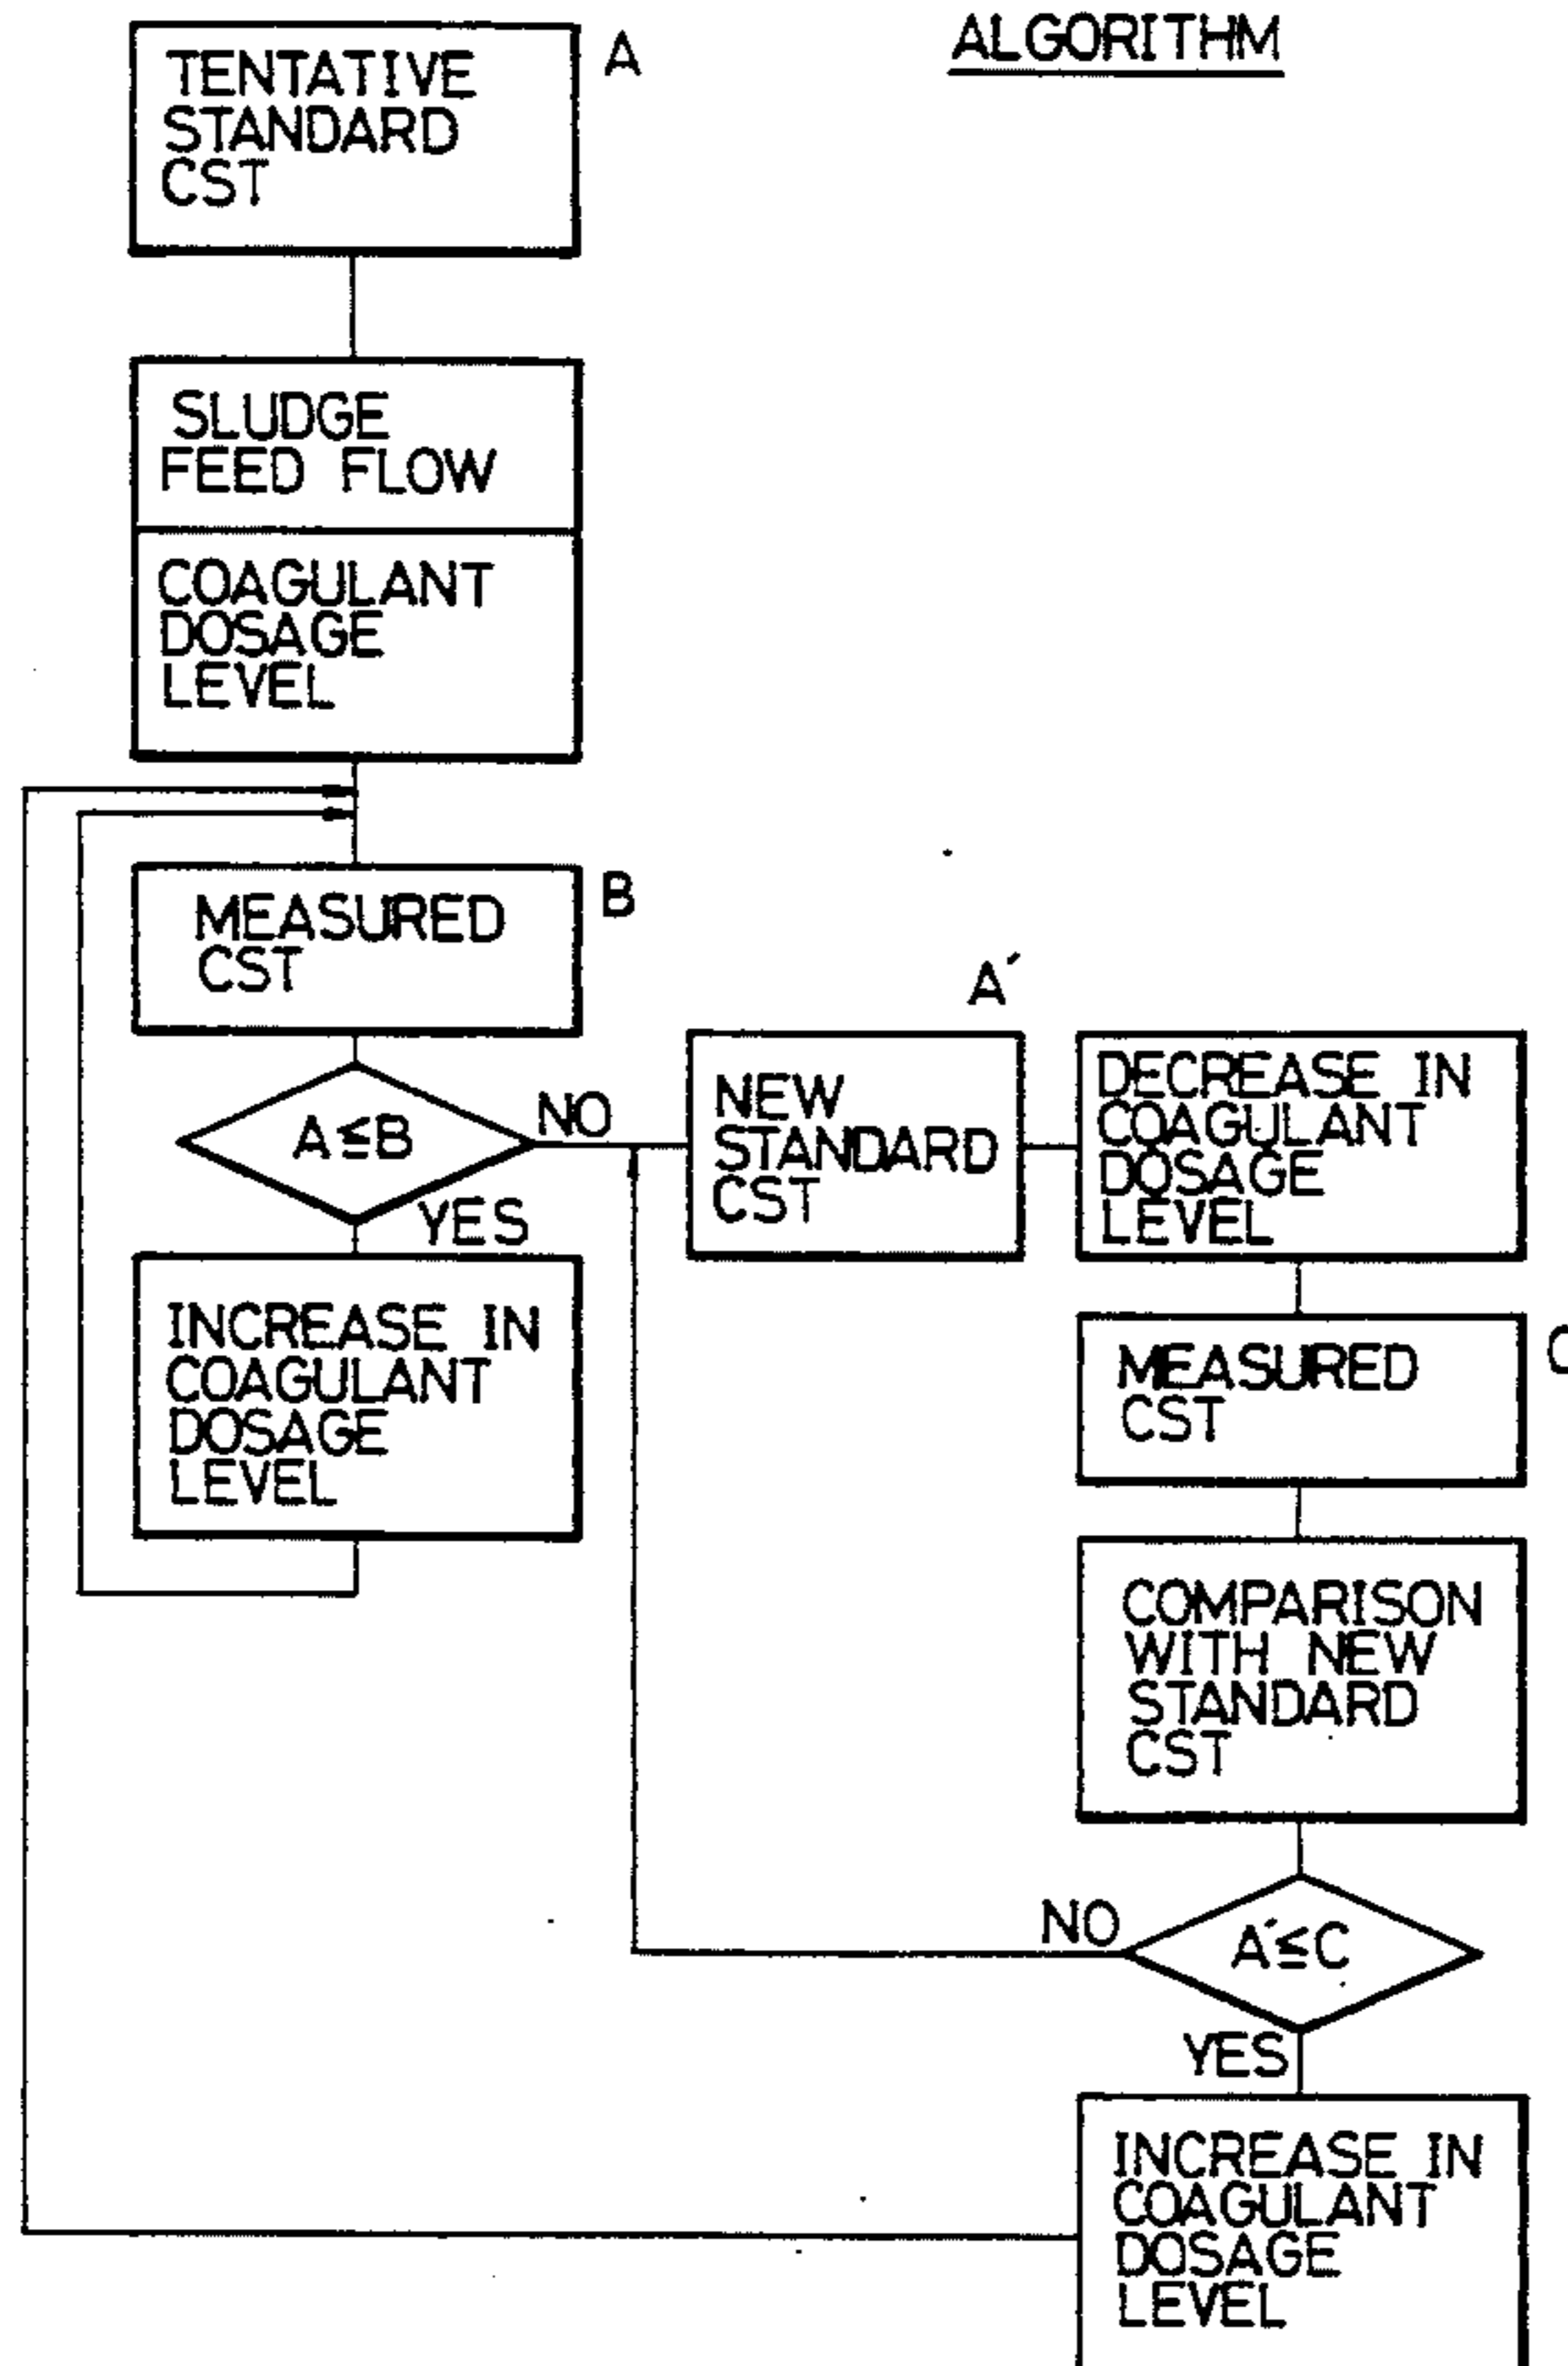 ALGORITHM
TENTATIVE
STANDARD
CST
A
SLUDGE
FEED FLOW
COAGULANT
DOSAGE
LEVEL
MEASURED
CST
B
A≤B
NO
YES
INCREASE IN
COAGULANT
DOSAGE
LEVEL
A´
NEW
STANDARD
CST
DECREASE IN
COAGULANT
DOSAGE
LEVEL
MEASURED
CST
C
COMPARISON
WITH NEW
STANDARD
CST
A´≤C
NO
YES
INCREASE IN
COAGULANT
DOSAGE
LEVEL